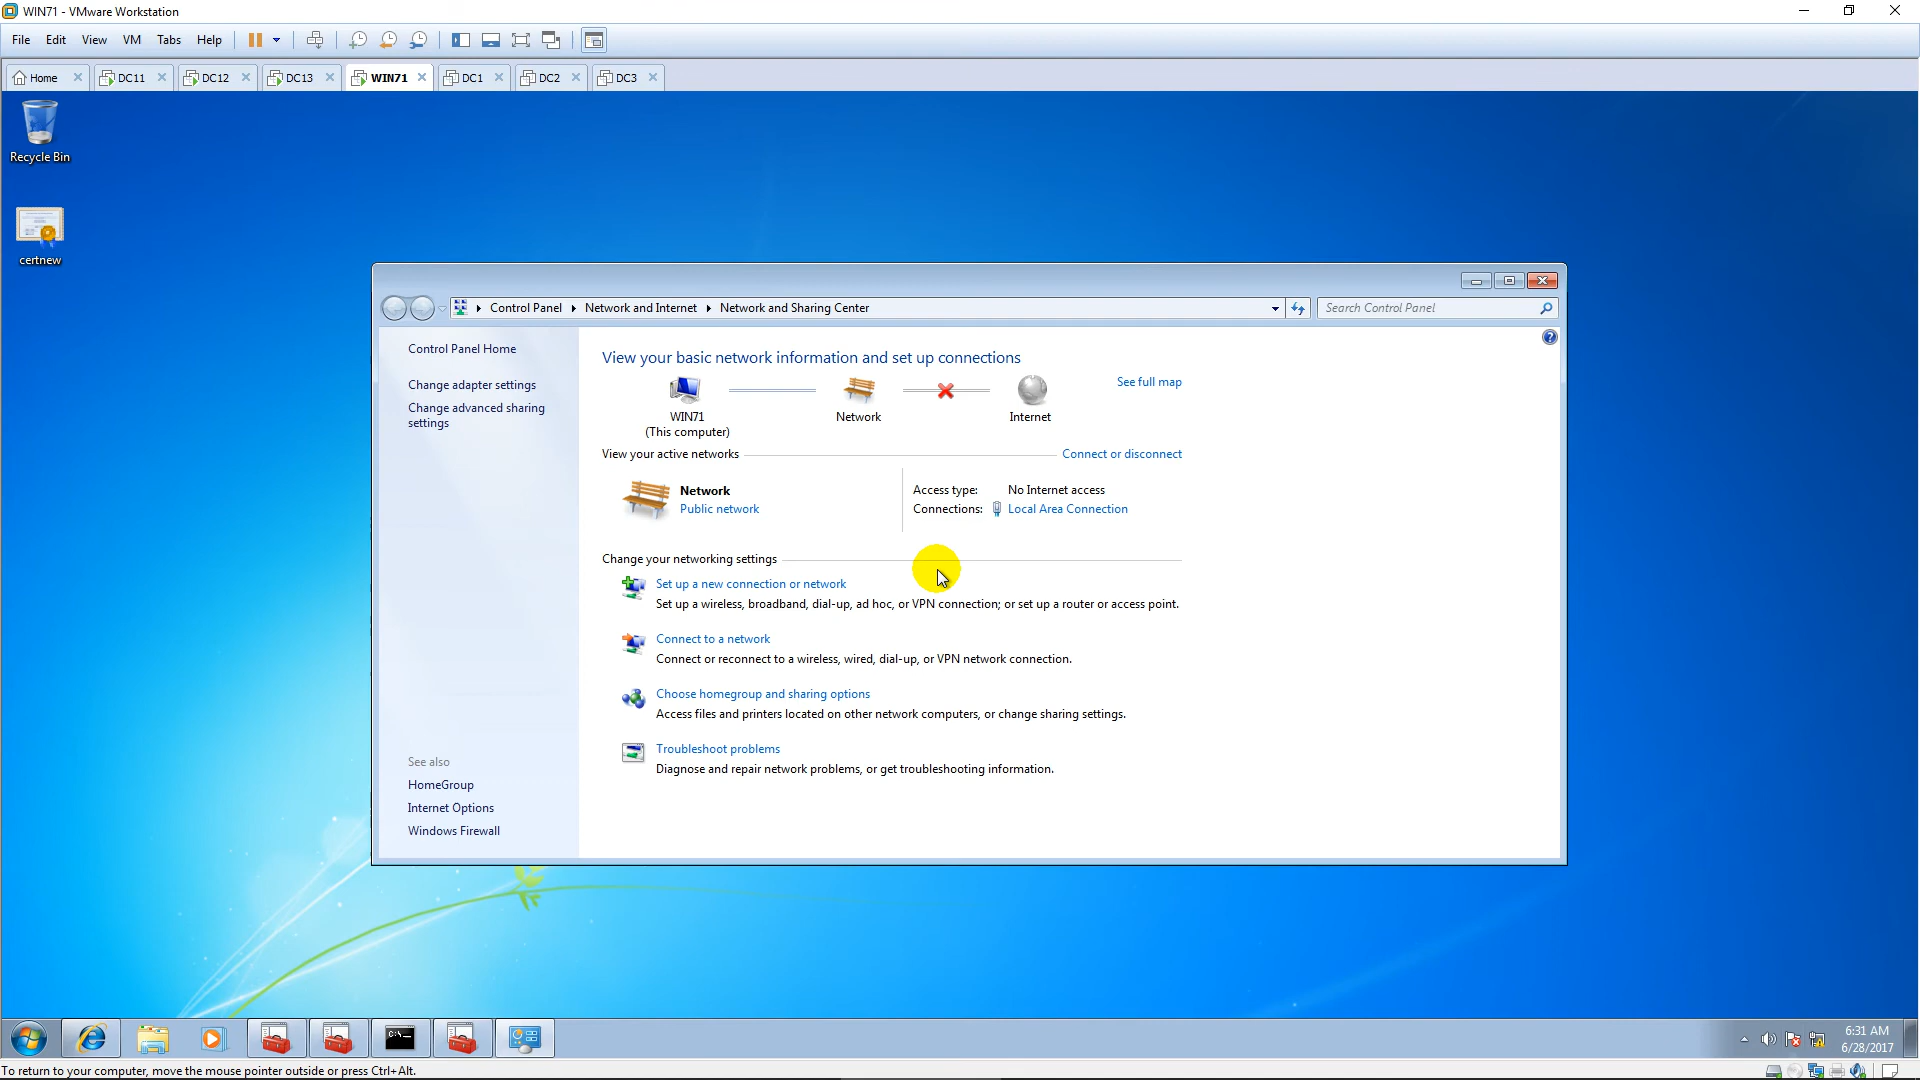 WIN71 - VMware Workstation
File Edit View VM Tabs Help
Home DC11 DC12 DC13 WIN71 DC1 DC2 DC3
Recycle Bin
certnew
Control Panel Network and Internet Network and Sharing Center
Search Control Panel
Control Panel Home
Change adapter settings
Change advanced sharing
settings
View your basic network information and set up connections
See full map
WIN71
(This computer)
Network
Internet
View your active networks
Connect or disconnect
Network
Public network
Access type: No Internet access
Connections: Local Area Connection
Change your networking settings
Set up a new connection or network
Set up a wireless, broadband, dial-up, ad hoc, or VPN connection; or set up a router or access point.
Connect to a network
Connect or reconnect to a wireless, wired, dial-up, or VPN network connection.
Choose homegroup and sharing options
Access files and printers located on other network computers, or change sharing settings.
Troubleshoot problems
Diagnose and repair network problems, or get troubleshooting information.
See also
HomeGroup
Internet Options
Windows Firewall
C:\.
6:31 AM
6/28/2017
To return to your computer, move the mouse pointer outside or press Ctrl+Alt.